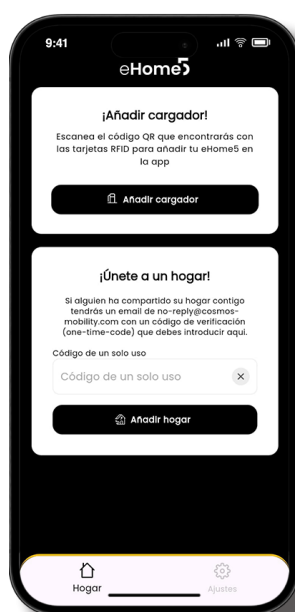 9:41
eHome5
¡Añadir cargador!
Escanea el código QR que encontrarás con
las tarjetas RFID para añadir tu eHome5 en
la app
Añadir cargador
¡Únete a un hogar!
Si alguien ha compartido su hogar contigo
tendrás un email de no-reply@cosmos-
mobility.com con un código de verificación
(one-time-code) que debes introducir aqui.
Código de un solo uso
Código de un solo uso
Añadir hogar
Hogar
Ajustes